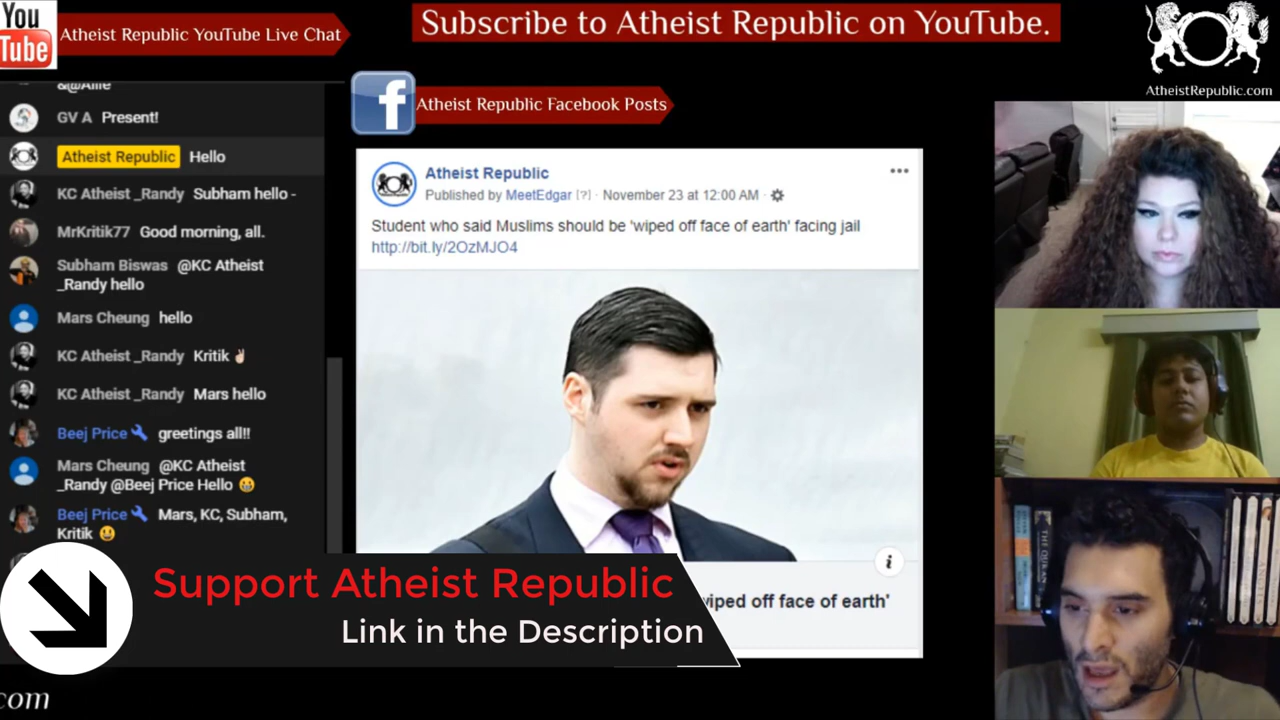 You
Tube
Atheist Republic YouTube Live Chat
Subscribe to Atheist Republic on YouTube.
AtheistRepublic.com
f
Atheist Republic Facebook Posts
&@Allie
GV A Present!
Atheist Republic Hello
KC Atheist _Randy Subham hello -
MrKritik77 Good morning, all.
Subham Biswas @KC Atheist
_Randy hello
Mars Cheung hello
KC Atheist _Randy Kritik ✌🏻
KC Atheist _Randy Mars hello
Beej Price greetings all!!
Mars Cheung @KC Atheist
_Randy @Beej Price Hello 😀
Beej Price Mars, KC, Subham,
Kritik 😃
Atheist Republic
Published by MeetEdgar [?] · November 23 at 12:00 AM ·
Student who said Muslims should be 'wiped off face of earth' facing jail
http://bit.ly/2OzMJO4
i
wiped off face of earth'
THE QURAN
Support Atheist Republic
Link in the Description
com